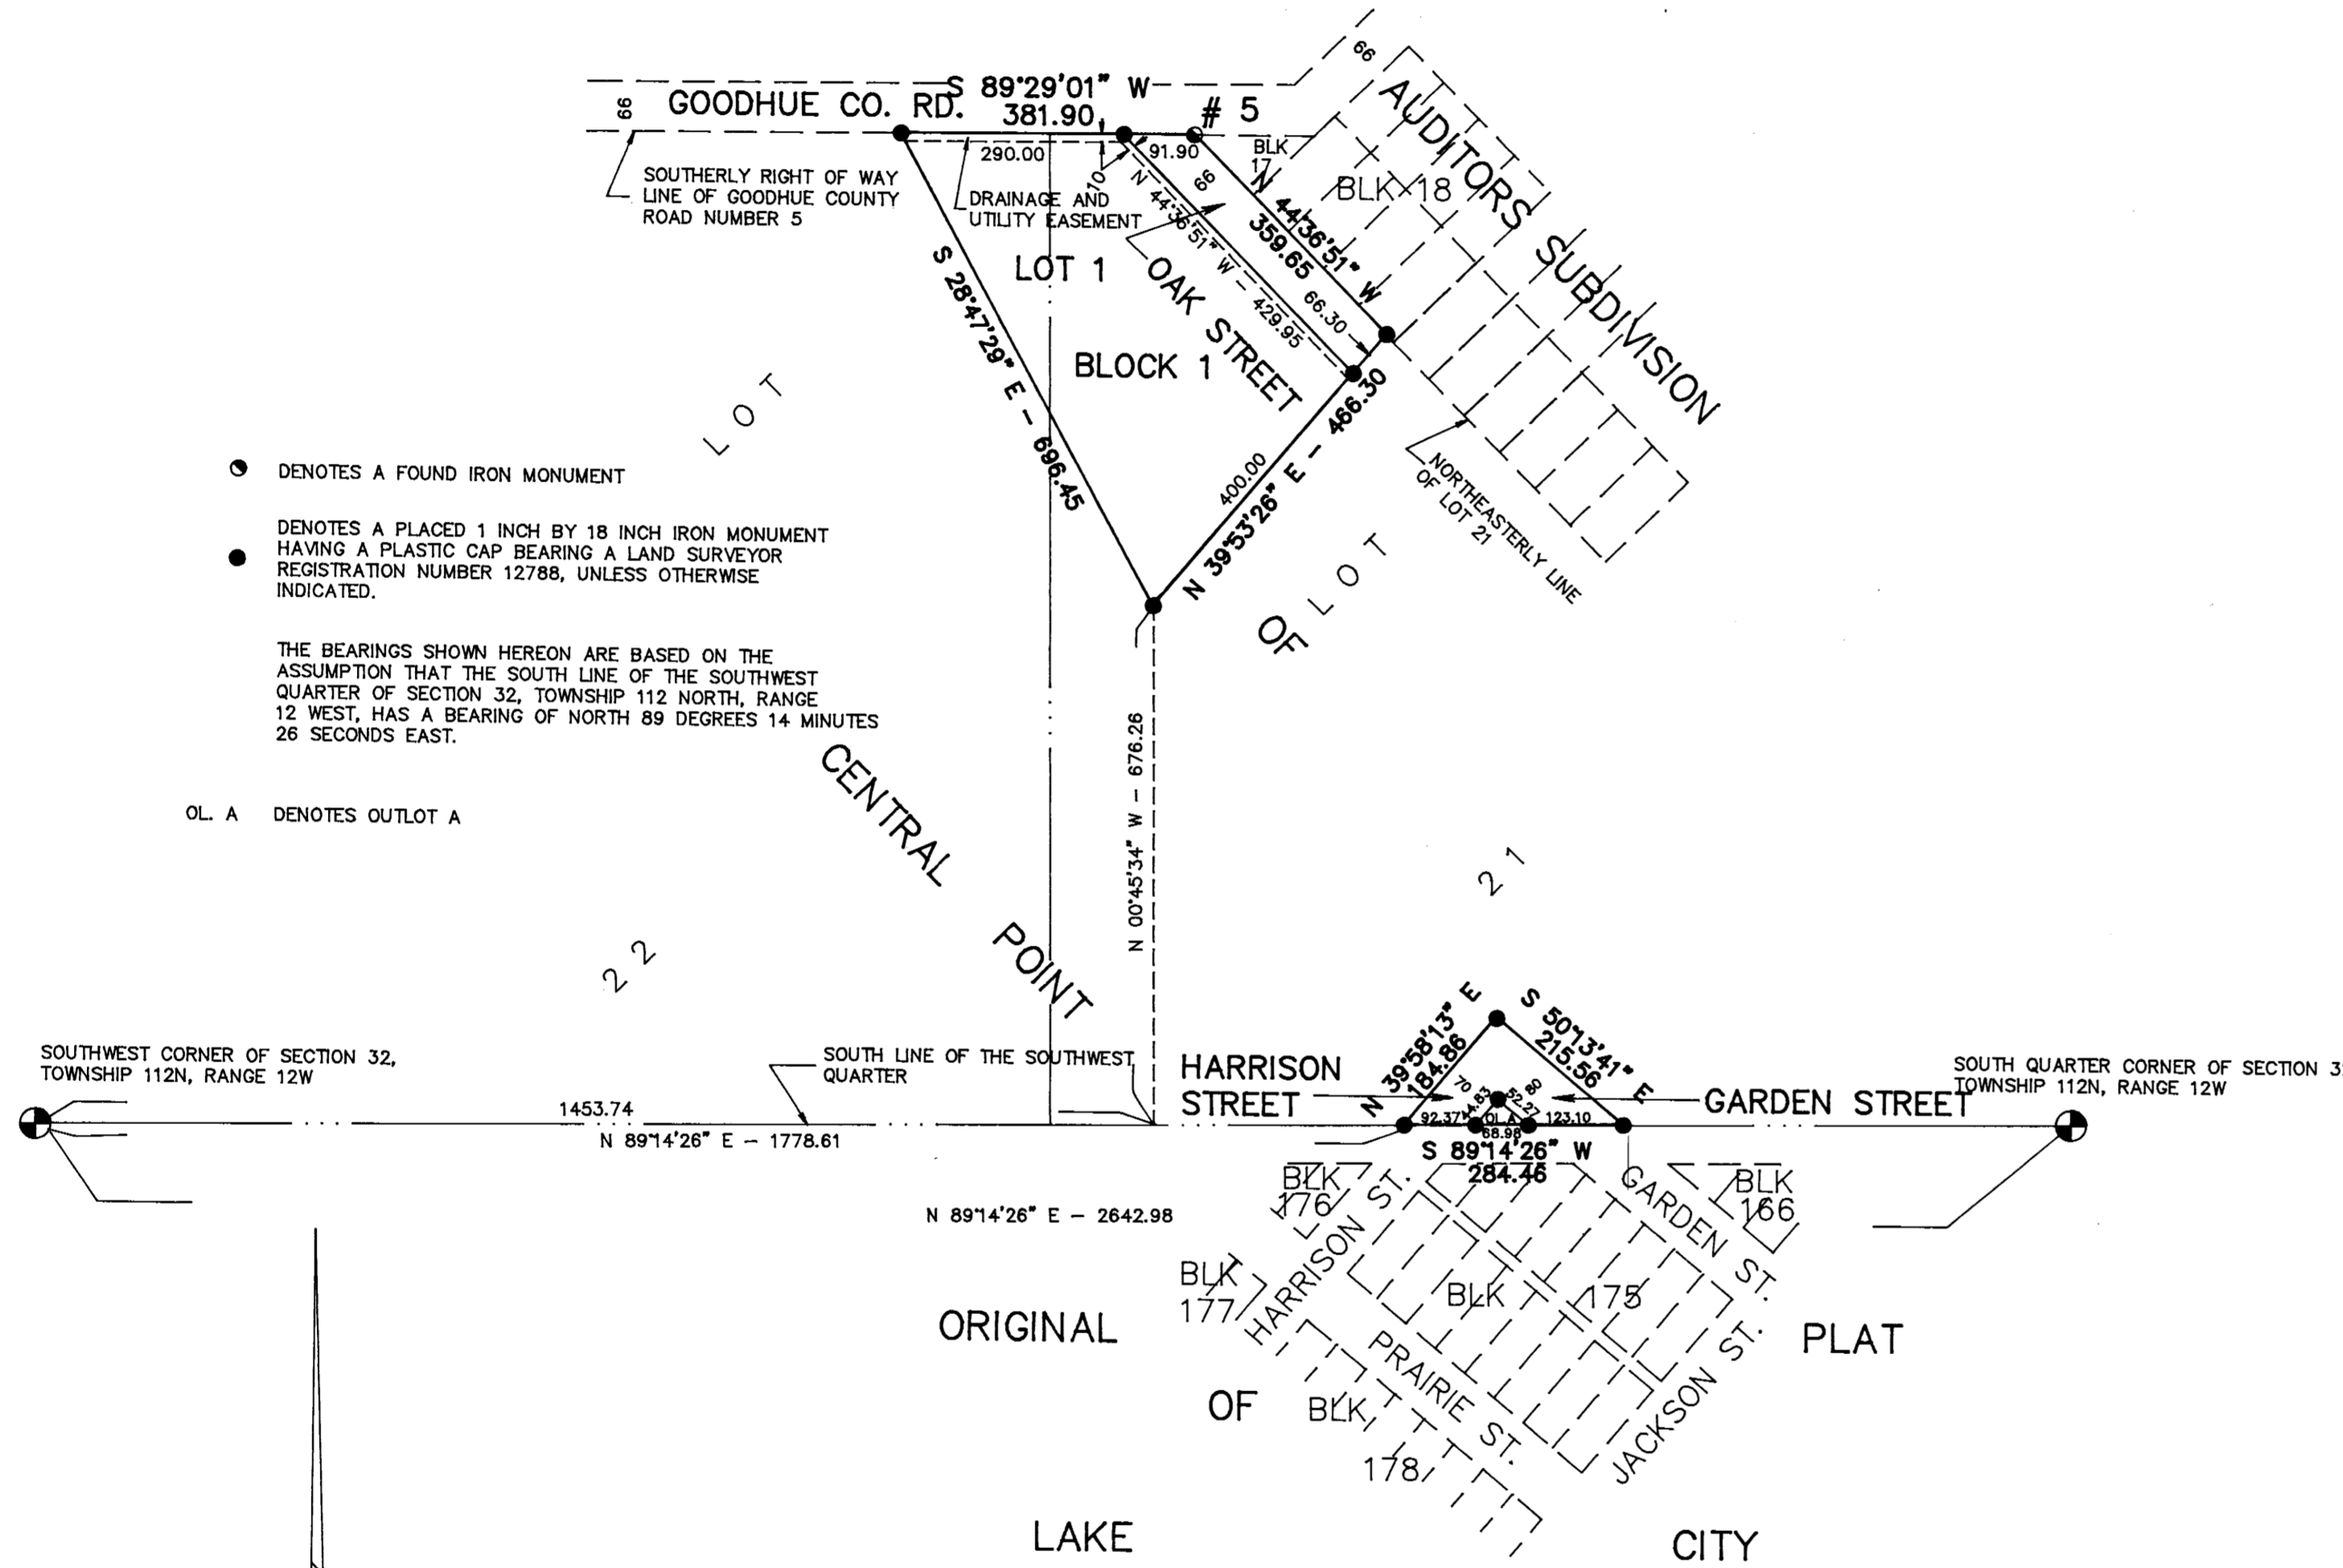 66
S 89°29'01" W
GOODHUE CO. RD.
381.90
# 5
66
AUDITORS SUBDIVISION
290.00
91.90
BLK
17
BLK 18
SOUTHERLY RIGHT OF WAY
LINE OF GOODHUE COUNTY
ROAD NUMBER 5
10
66
DRAINAGE AND
UTILITY EASEMENT
N 44°36'51" W
359.65
N 44°36'51" W - 429.95
LOT 1
OAK STREET
66.30
S 28°47'29" E - 696.45
BLOCK 1
LOT
400.00
N 39°53'26" E - 466.30
NORTHEASTERLY LINE
OF LOT 21
DENOTES A FOUND IRON MONUMENT
DENOTES A PLACED 1 INCH BY 18 INCH IRON MONUMENT
HAVING A PLASTIC CAP BEARING A LAND SURVEYOR
REGISTRATION NUMBER 12788, UNLESS OTHERWISE
INDICATED.
LOT
OF
THE BEARINGS SHOWN HEREON ARE BASED ON THE
ASSUMPTION THAT THE SOUTH LINE OF THE SOUTHWEST
QUARTER OF SECTION 32, TOWNSHIP 112 NORTH, RANGE
12 WEST, HAS A BEARING OF NORTH 89 DEGREES 14 MINUTES
26 SECONDS EAST.
N 00°45'34" W - 676.26
CENTRAL
POINT
OL. A DENOTES OUTLOT A
21
22
SOUTHWEST CORNER OF SECTION 32,
TOWNSHIP 112N, RANGE 12W
SOUTH LINE OF THE SOUTHWEST
QUARTER
1453.74
N 89°14'26" E - 1778.61
HARRISON
STREET
N 39°58'13" E
184.86
S 50°13'41" E
215.56
70
80
44.83
52.27
92.37
OL.A
123.10
68.98
GARDEN STREET
SOUTH QUARTER CORNER OF SECTION 3
TOWNSHIP 112N, RANGE 12W
S 89°14'26" W
284.46
N 89°14'26" E - 2642.98
BLK
176
HARRISON ST.
GARDEN ST.
BLK
166
BLK
177
BLK 175
ORIGINAL
PLAT
PRAIRIE ST.
JACKSON ST.
OF
BLK
178
LAKE
CITY